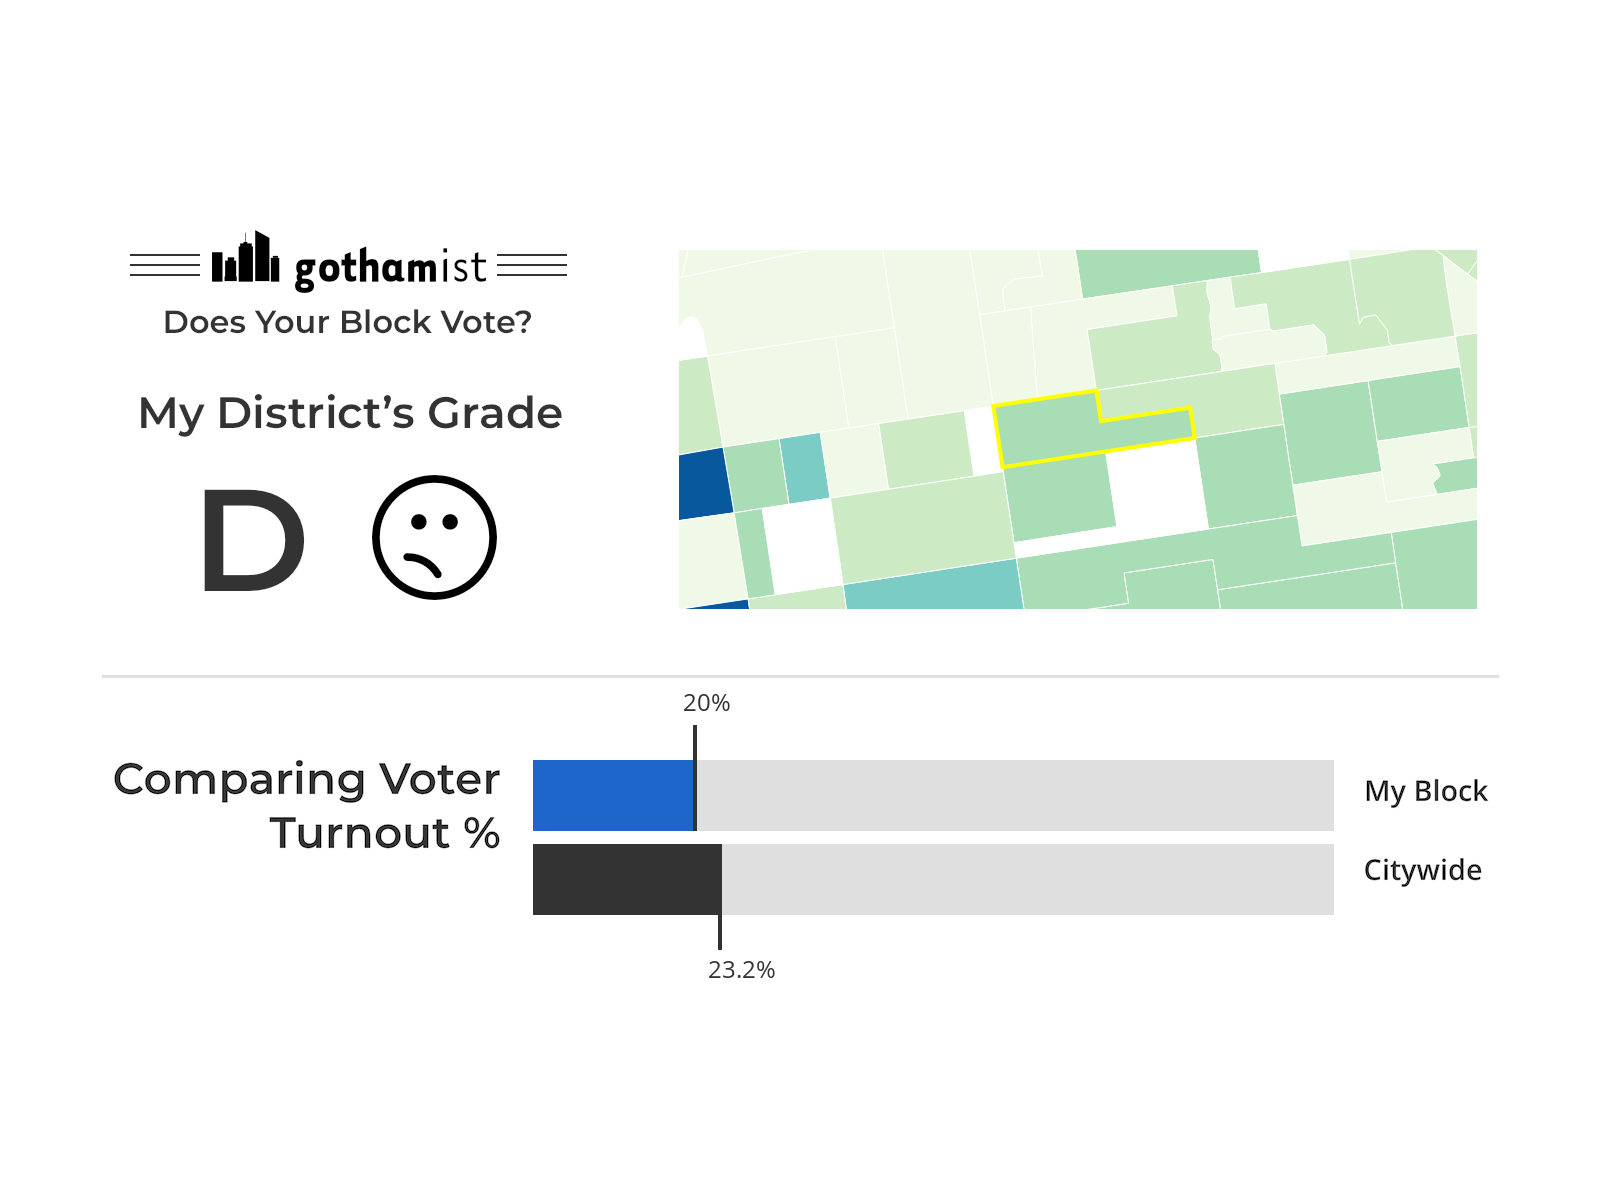 gothamist
Does Your Block Vote?
My District’s Grade
D
20%
Comparing Voter
Turnout %
My Block
Citywide
23.2%